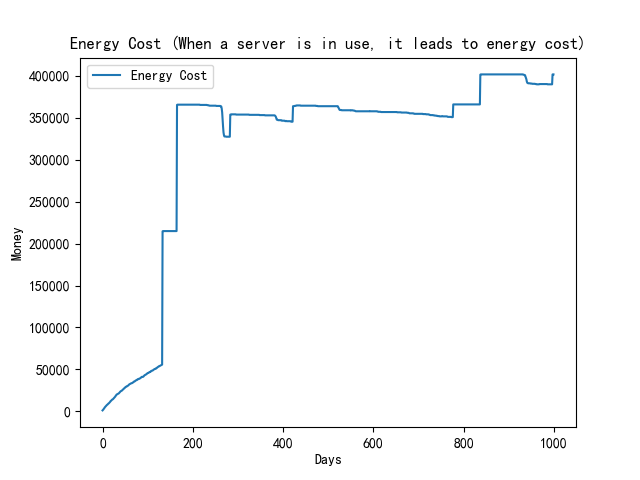 Energy Cost (When a server is in use, it leads to energy cost)
Energy Cost
400000
350000
300000
250000
200000
150000
100000
50000
0
Money
0 200 400 600 800 1000
Days